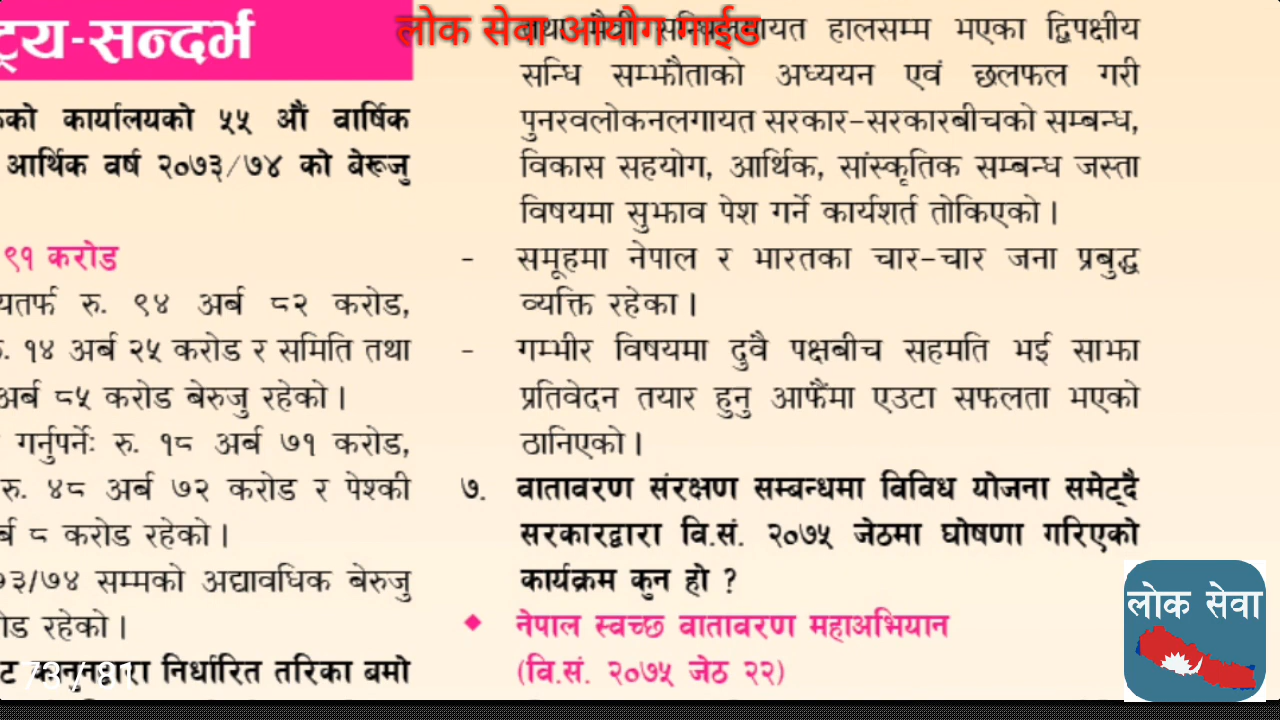 लोक सेवा आयोग गाईड
ट्रिय-सन्दर्भ
को कार्यालयको ५५ औं वार्षिक
आर्थिक वर्ष २०७३/७४ को बेरूजु
९१ करोड
यतर्फ रु. ९४ अर्ब ८२ करोड,
रु. १४ अर्ब २५ करोड र समिति तथा
अर्ब ८५ करोड बेरुजु रहेको ।
गर्नुपर्नेः रु. १८ अर्ब ७१ करोड,
रु. ४८ अर्ब ७२ करोड र पेश्की
र्ब ८ करोड रहेको ।
७३/७४ सम्मको अद्यावधिक बेरुजु
ोड रहेको ।
निर्धारित तरिका बमो
73 / 81
हालसम्म भएका द्विपक्षीय
सन्धि सम्झौताको अध्ययन एवं छलफल गरी
पुनरवलोकनलगायत सरकार-सरकारबीचको सम्बन्ध,
विकास सहयोग, आर्थिक, सांस्कृतिक सम्बन्ध जस्ता
विषयमा सुझाव पेश गर्ने कार्यशर्त तोकिएको ।
- समूहमा नेपाल र भारतका चार-चार जना प्रबुद्ध
व्यक्ति रहेका ।
- गम्भीर विषयमा दुवै पक्षबीच सहमति भई साझा
प्रतिवेदन तयार हुनु आफैंमा एउटा सफलता भएको
ठानिएको ।
७. वातावरण संरक्षण सम्बन्धमा विविध योजना समेट्दै
सरकारद्वारा वि.सं. २०७५ जेठमा घोषणा गरिएको
कार्यक्रम कुन हो ?
◆ नेपाल स्वच्छ वातावरण महाअभियान
(वि.सं. २०७५ जेठ २२)
लोक सेवा